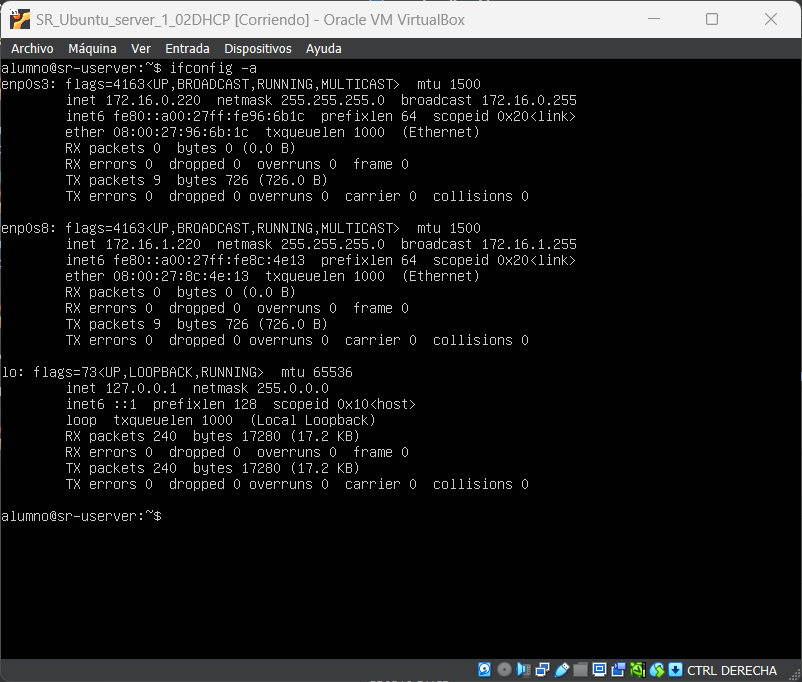 SR_Ubuntu_server_1_02DHCP [Corriendo] - Oracle VM VirtualBox
Archivo Máquina Ver Entrada Dispositivos Ayuda
alumno@sr-userver:~$ ifconfig -a
enp0s3: flags=4163<UP,BROADCAST,RUNNING,MULTICAST>  mtu 1500
        inet 172.16.0.220  netmask 255.255.255.0  broadcast 172.16.0.255
        inet6 fe80::a00:27ff:fe96:6b1c  prefixlen 64  scopeid 0x20<link>
        ether 08:00:27:96:6b:1c  txqueuelen 1000  (Ethernet)
        RX packets 0  bytes 0 (0.0 B)
        RX errors 0  dropped 0  overruns 0  frame 0
        TX packets 9  bytes 726 (726.0 B)
        TX errors 0  dropped 0 overruns 0  carrier 0  collisions 0

enp0s8: flags=4163<UP,BROADCAST,RUNNING,MULTICAST>  mtu 1500
        inet 172.16.1.220  netmask 255.255.255.0  broadcast 172.16.1.255
        inet6 fe80::a00:27ff:fe8c:4e13  prefixlen 64  scopeid 0x20<link>
        ether 08:00:27:8c:4e:13  txqueuelen 1000  (Ethernet)
        RX packets 0  bytes 0 (0.0 B)
        RX errors 0  dropped 0  overruns 0  frame 0
        TX packets 9  bytes 726 (726.0 B)
        TX errors 0  dropped 0 overruns 0  carrier 0  collisions 0

lo: flags=73<UP,LOOPBACK,RUNNING>  mtu 65536
        inet 127.0.0.1  netmask 255.0.0.0
        inet6 ::1  prefixlen 128  scopeid 0x10<host>
        loop  txqueuelen 1000  (Local Loopback)
        RX packets 240  bytes 17280 (17.2 KB)
        RX errors 0  dropped 0  overruns 0  frame 0
        TX packets 240  bytes 17280 (17.2 KB)
        TX errors 0  dropped 0 overruns 0  carrier 0  collisions 0

alumno@sr-userver:~$
CTRL DERECHA